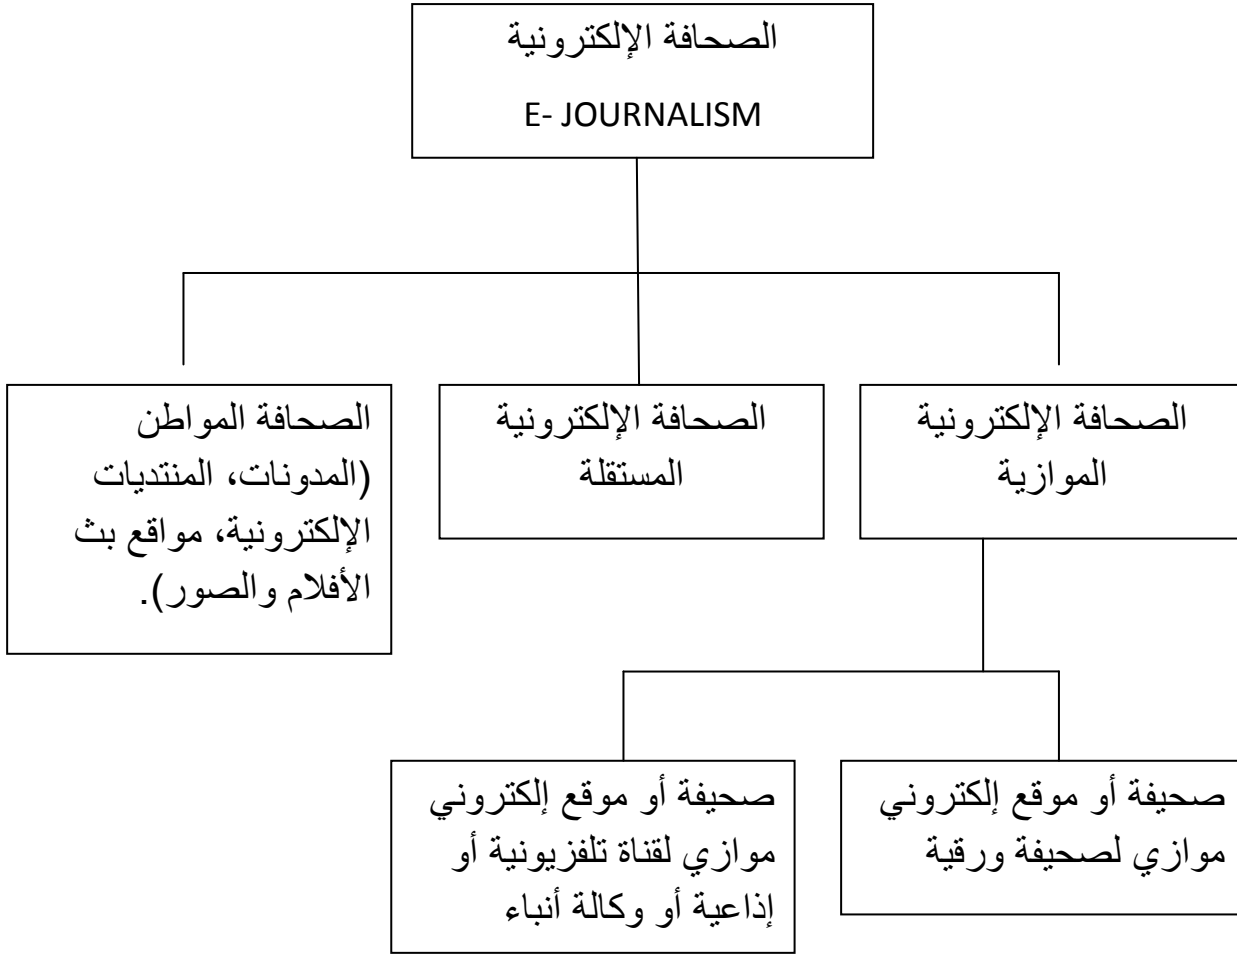 الصحافة الإلكترونية
E- JOURNALISM
الصحافة الإلكترونية
الموازية
الصحافة الإلكترونية
المستقلة
الصحافة المواطن
(المدونات، المنتديات
الإلكترونية، مواقع بث
الأفلام والصور).
صحيفة أو موقع إلكتروني
موازي لصحيفة ورقية
صحيفة أو موقع إلكتروني
موازي لقناة تلفزيونية أو
إذاعية أو وكالة أنباء